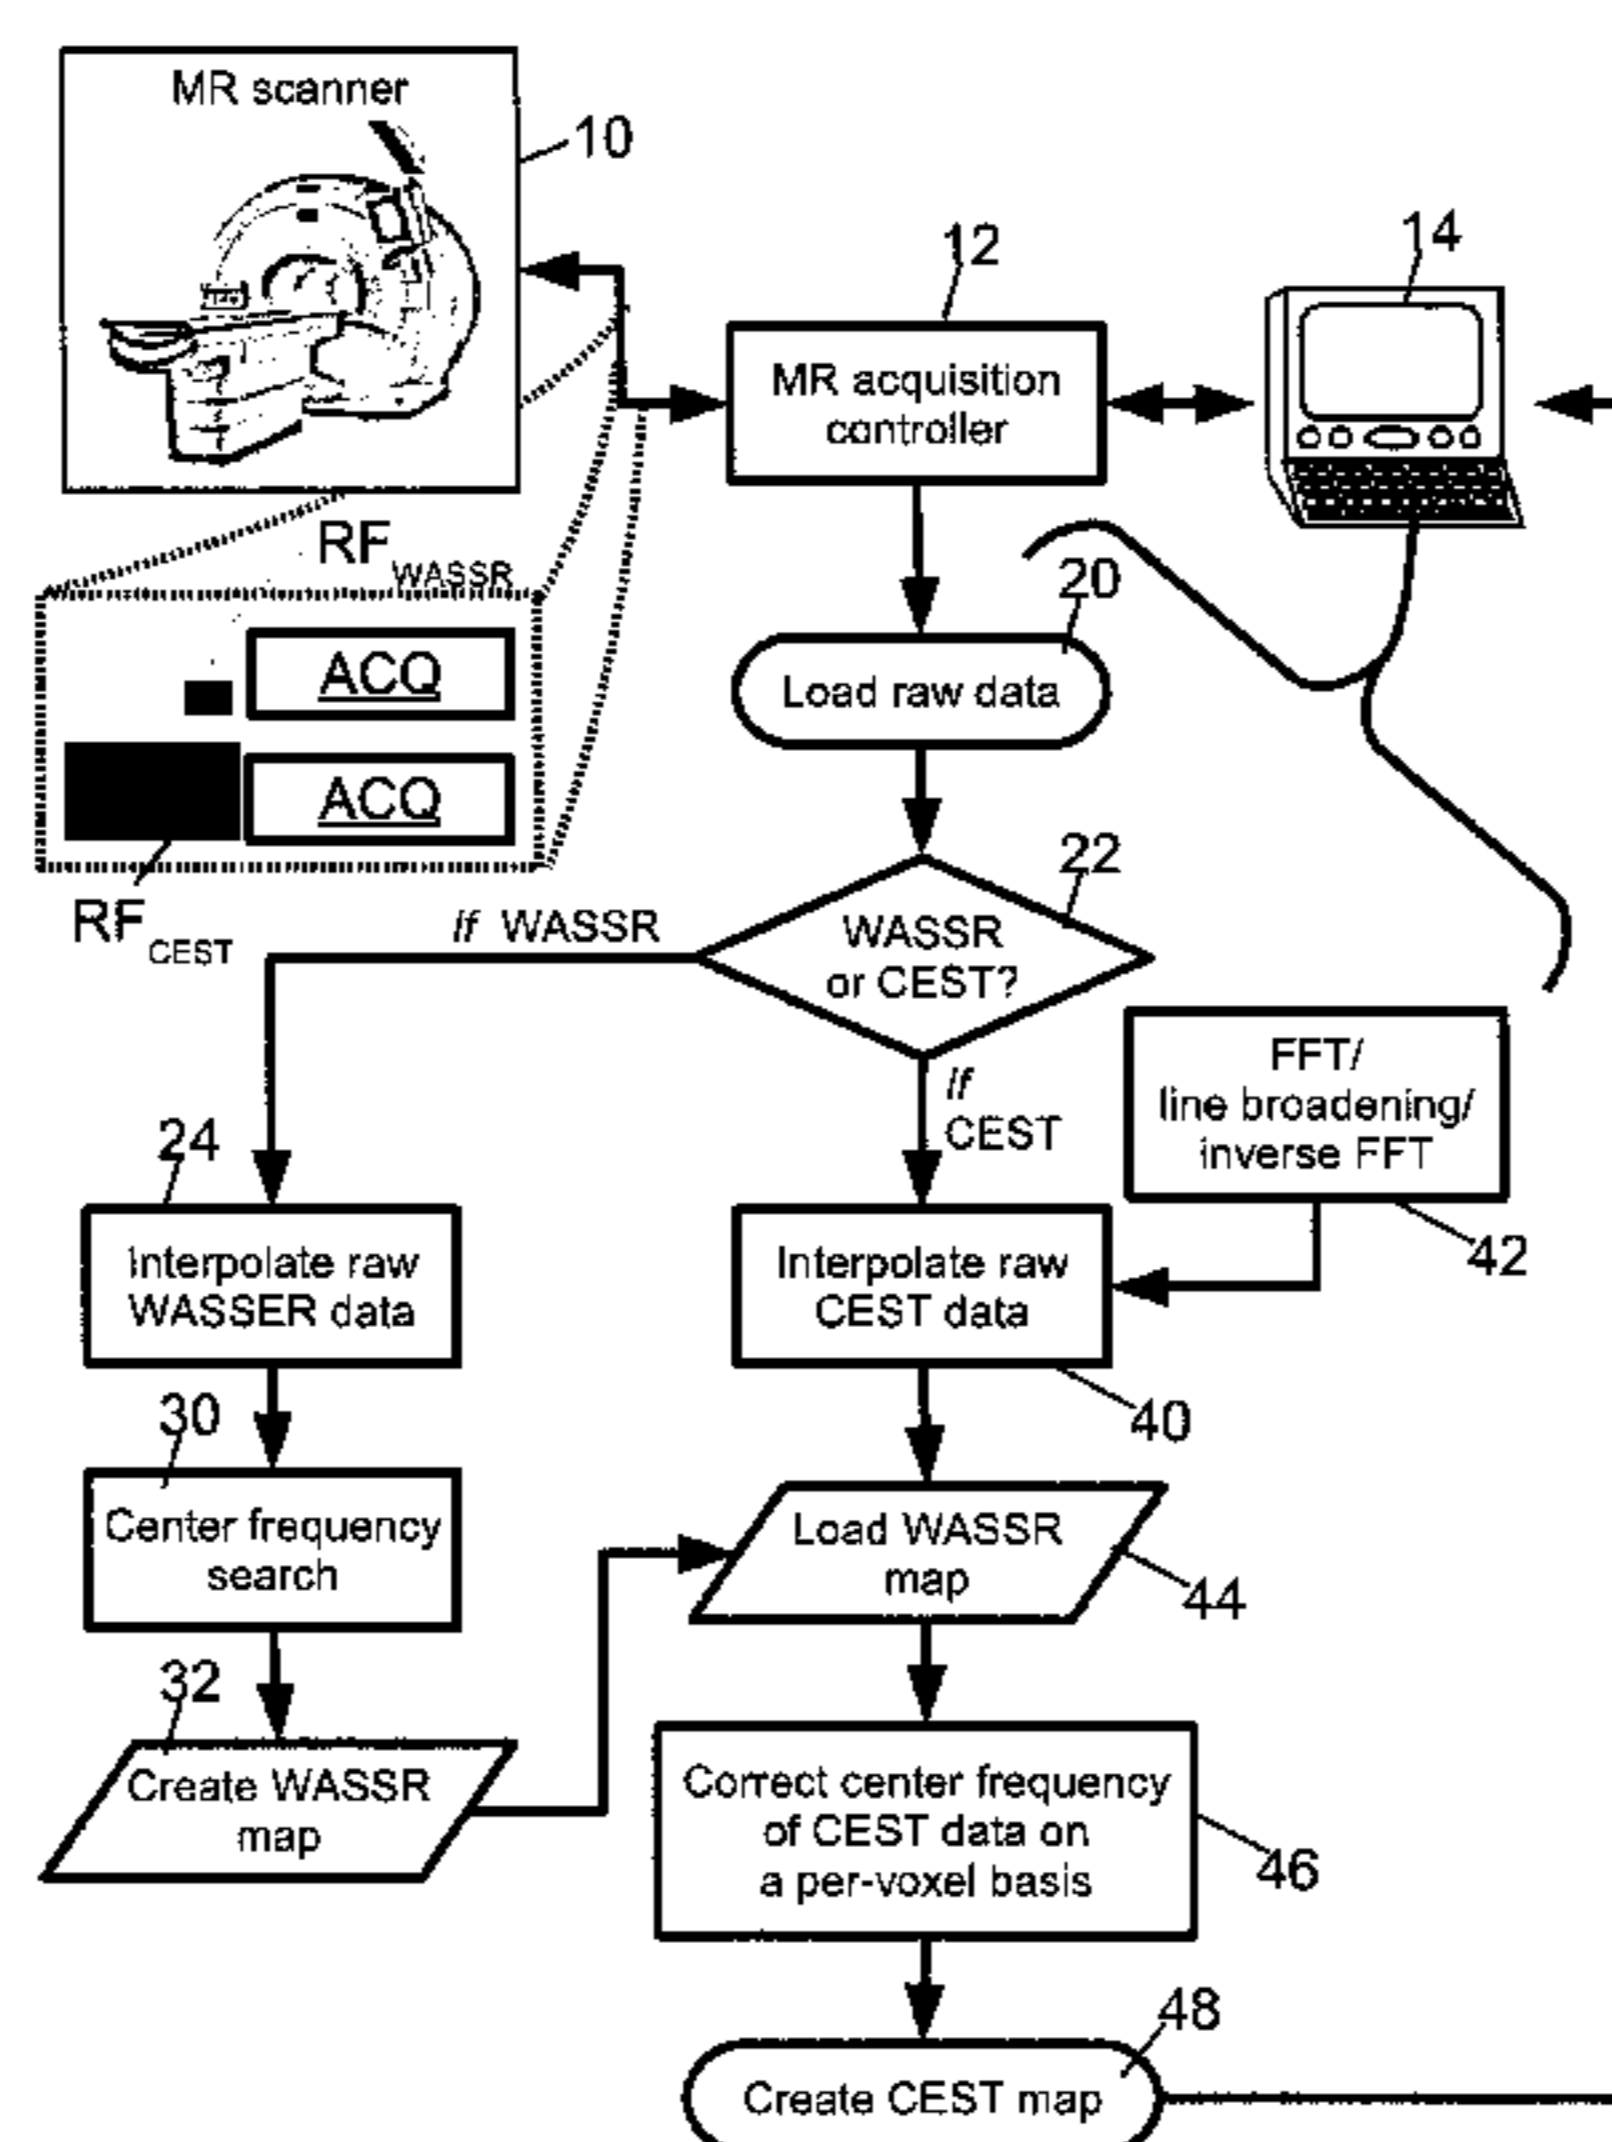 MR scanner
10
12
14
MR acquisition
controller
RF WASSR
ACQ
ACQ
RF CEST
20
Load raw data
22
WASSR
or CEST?
If WASSR
If
CEST
FFT/
line broadening/
inverse FFT
42
24
Interpolate raw
WASSER data
Interpolate raw
CEST data
40
30
Center frequency
search
Load WASSR
map
44
32
Create WASSR
map
Correct center frequency
of CEST data on
a per-voxel basis
46
48
Create CEST map